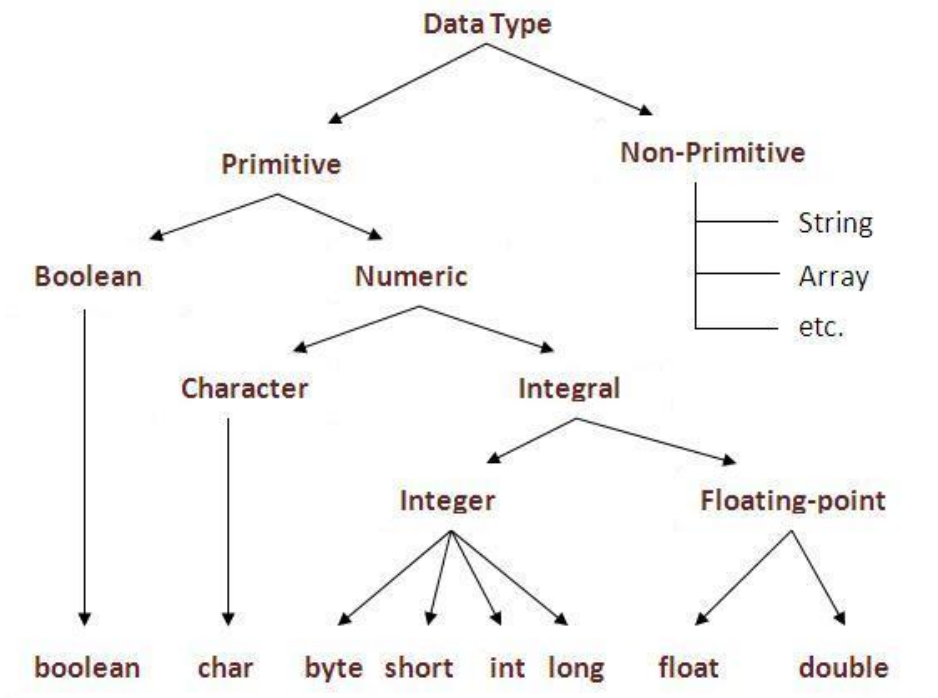 Data Type
Primitive
Non-Primitive
String
Array
etc.
Boolean
Numeric
Character
Integral
Integer
Floating-point
boolean char byte short int long float double